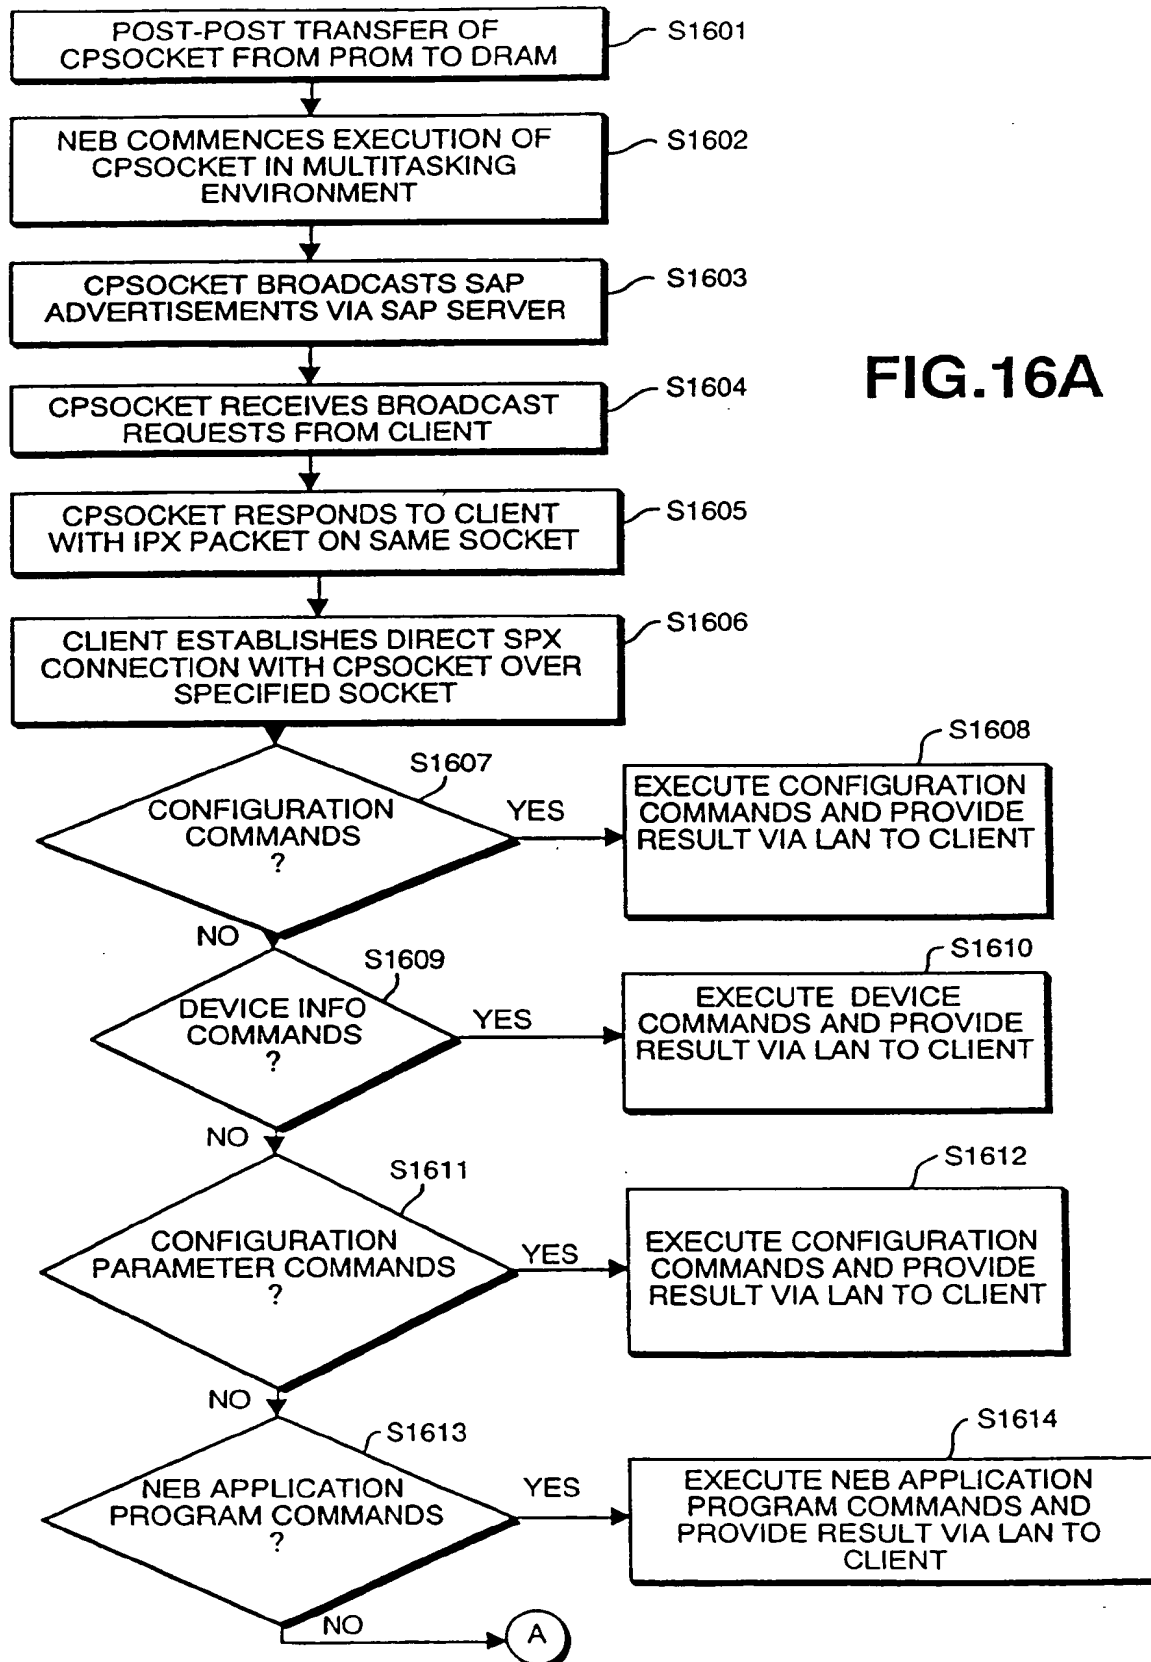 POST-POST TRANSFER OF
CPSOCKET FROM PROM TO DRAM
S1601
NEB COMMENCES EXECUTION OF
CPSOCKET IN MULTITASKING
ENVIRONMENT
S1602
CPSOCKET BROADCASTS SAP
ADVERTISEMENTS VIA SAP SERVER
S1603
FIG.16A
CPSOCKET RECEIVES BROADCAST
REQUESTS FROM CLIENT
S1604
CPSOCKET RESPONDS TO CLIENT
WITH IPX PACKET ON SAME SOCKET
S1605
CLIENT ESTABLISHES DIRECT SPX
CONNECTION WITH CPSOCKET OVER
SPECIFIED SOCKET
S1606
S1607
CONFIGURATION
COMMANDS
?
YES
S1608
EXECUTE CONFIGURATION
COMMANDS AND PROVIDE
RESULT VIA LAN TO CLIENT
NO
S1609
DEVICE INFO
COMMANDS
?
YES
S1610
EXECUTE DEVICE
COMMANDS AND PROVIDE
RESULT VIA LAN TO CLIENT
NO
S1611
CONFIGURATION
PARAMETER COMMANDS
?
YES
S1612
EXECUTE CONFIGURATION
COMMANDS AND PROVIDE
RESULT VIA LAN TO CLIENT
NO
S1613
NEB APPLICATION
PROGRAM COMMANDS
?
YES
S1614
EXECUTE NEB APPLICATION
PROGRAM COMMANDS AND
PROVIDE RESULT VIA LAN TO
CLIENT
NO
A